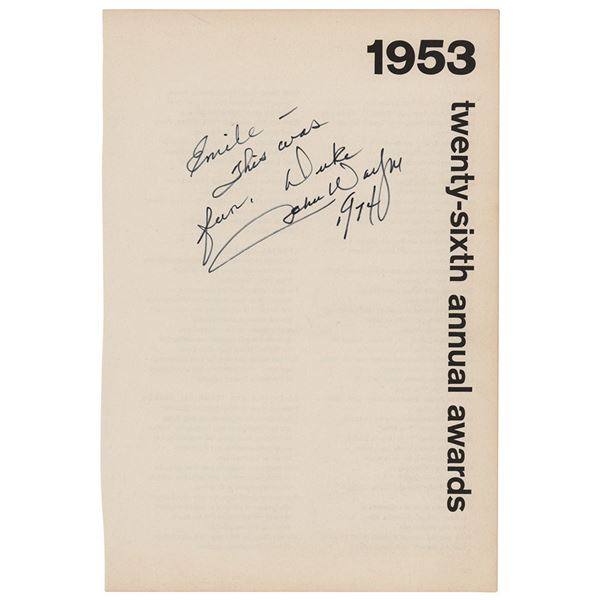 1953
twenty-sixth annual awards
Emile –
This was
fun, Duke
John Wayne
1974